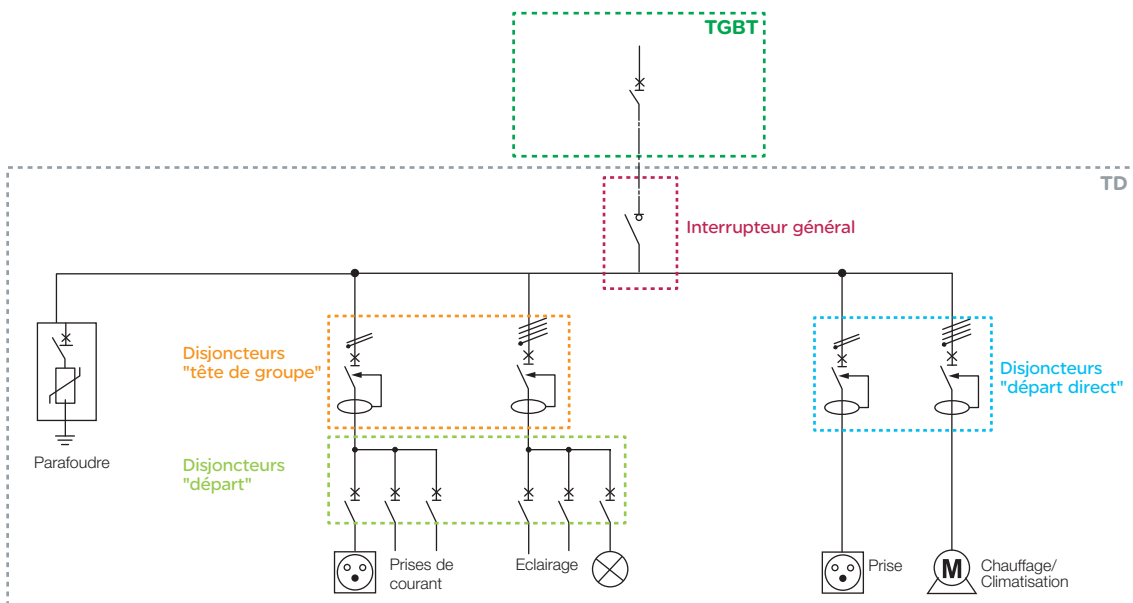 TGBT
TD
Interrupteur général
Disjoncteurs
"tête de groupe"
Disjoncteurs
"départ direct"
Parafoudre
Disjoncteurs
"départ"
Prises de
courant
Eclairage
Prise
M
Chauffage/
Climatisation